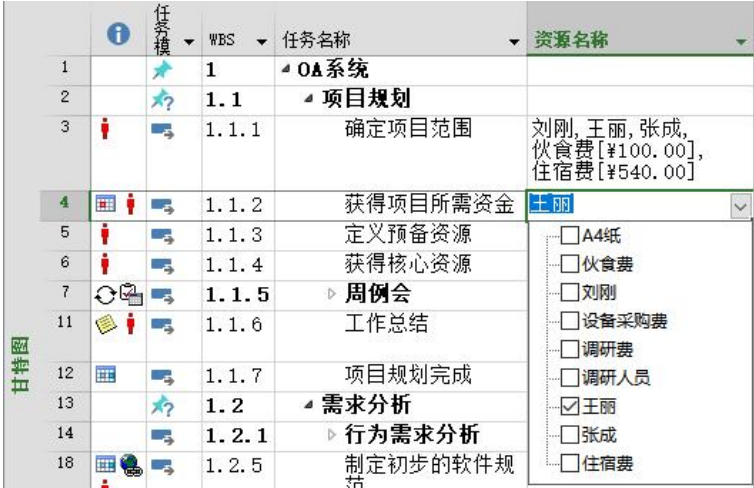 任务模 WBS 任务名称 资源名称
1 1 OA系统
2 1.1 项目规划
3 1.1.1 确定项目范围 刘刚,王丽,张成,
伙食费[¥100.00],
住宿费[¥540.00]
4 1.1.2 获得项目所需资金 王丽
5 1.1.3 定义预备资源 A4纸
6 1.1.4 获得核心资源 伙食费
7 1.1.5 周例会 刘刚
11 1.1.6 工作总结 设备采购费
调研费
12 1.1.7 项目规划完成 调研人员
13 1.2 需求分析 王丽
14 1.2.1 行为需求分析 张成
18 1.2.5 制定初步的软件规 住宿费
范
甘特图